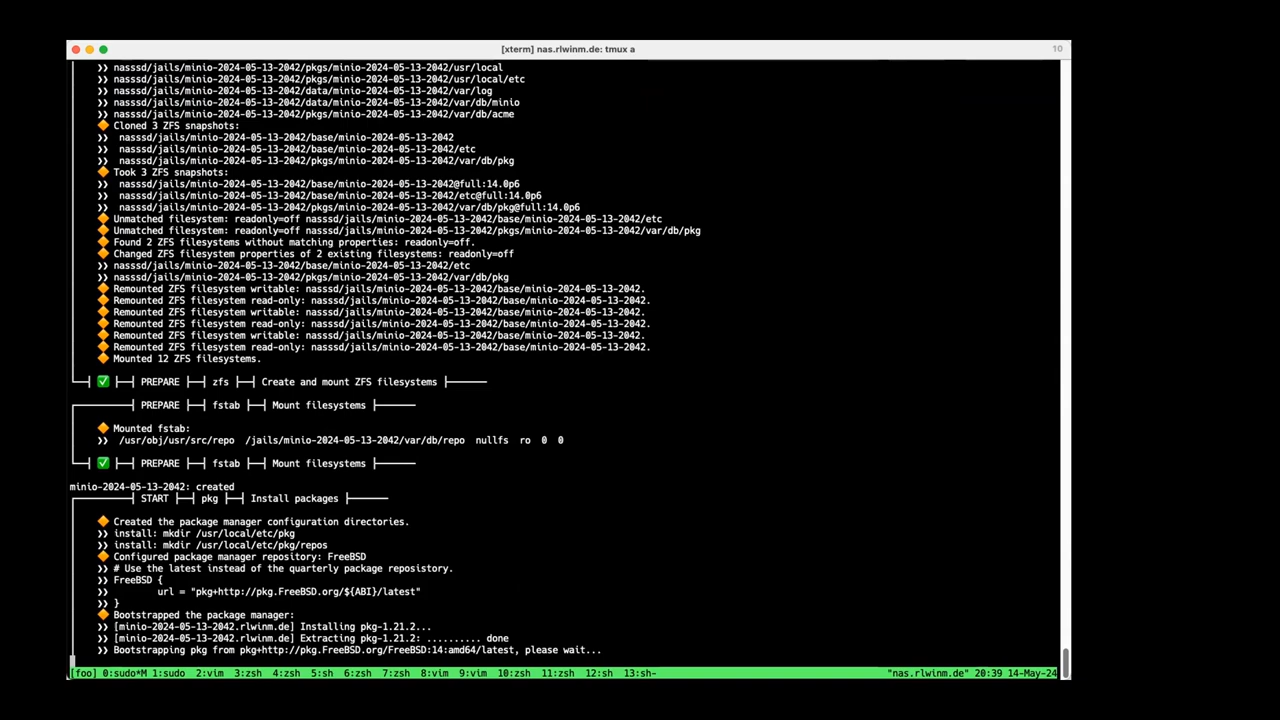 [xterm] nas.rlwinm.de: tmux a
10
❯❯ nasssd/jails/minio-2024-05-13-2042/pkgs/minio-2024-05-13-2042/usr/local
❯❯ nasssd/jails/minio-2024-05-13-2042/pkgs/minio-2024-05-13-2042/usr/local/etc
❯❯ nasssd/jails/minio-2024-05-13-2042/data/minio-2024-05-13-2042/var/log
❯❯ nasssd/jails/minio-2024-05-13-2042/data/minio-2024-05-13-2042/var/db/minio
❯❯ nasssd/jails/minio-2024-05-13-2042/pkgs/minio-2024-05-13-2042/var/db/acme
🔶 Cloned 3 ZFS snapshots:
❯❯ nasssd/jails/minio-2024-05-13-2042/base/minio-2024-05-13-2042
❯❯ nasssd/jails/minio-2024-05-13-2042/base/minio-2024-05-13-2042/etc
❯❯ nasssd/jails/minio-2024-05-13-2042/pkgs/minio-2024-05-13-2042/var/db/pkg
🔶 Took 3 ZFS snapshots:
❯❯ nasssd/jails/minio-2024-05-13-2042/base/minio-2024-05-13-2042@full:14.0p6
❯❯ nasssd/jails/minio-2024-05-13-2042/base/minio-2024-05-13-2042/etc@full:14.0p6
❯❯ nasssd/jails/minio-2024-05-13-2042/pkgs/minio-2024-05-13-2042/var/db/pkg@full:14.0p6
🔶 Unmatched filesystem: readonly=off nasssd/jails/minio-2024-05-13-2042/base/minio-2024-05-13-2042/etc
🔶 Unmatched filesystem: readonly=off nasssd/jails/minio-2024-05-13-2042/pkgs/minio-2024-05-13-2042/var/db/pkg
🔶 Found 2 ZFS filesystems without matching properties: readonly=off.
🔶 Changed ZFS filesystem properties of 2 existing filesystems: readonly=off
❯❯ nasssd/jails/minio-2024-05-13-2042/base/minio-2024-05-13-2042/etc
❯❯ nasssd/jails/minio-2024-05-13-2042/pkgs/minio-2024-05-13-2042/var/db/pkg
🔶 Remounted ZFS filesystem writable: nasssd/jails/minio-2024-05-13-2042/base/minio-2024-05-13-2042.
🔶 Remounted ZFS filesystem read-only: nasssd/jails/minio-2024-05-13-2042/base/minio-2024-05-13-2042.
🔶 Remounted ZFS filesystem writable: nasssd/jails/minio-2024-05-13-2042/base/minio-2024-05-13-2042.
🔶 Remounted ZFS filesystem read-only: nasssd/jails/minio-2024-05-13-2042/base/minio-2024-05-13-2042.
🔶 Remounted ZFS filesystem writable: nasssd/jails/minio-2024-05-13-2042/base/minio-2024-05-13-2042.
🔶 Remounted ZFS filesystem read-only: nasssd/jails/minio-2024-05-13-2042/base/minio-2024-05-13-2042.
🔶 Mounted 12 ZFS filesystems.
✅ PREPARE zfs Create and mount ZFS filesystems
PREPARE fstab Mount filesystems
🔶 Mounted fstab:
❯❯ /usr/obj/usr/src/repo /jails/minio-2024-05-13-2042/var/db/repo nullfs ro 0 0
✅ PREPARE fstab Mount filesystems
minio-2024-05-13-2042: created
START pkg Install packages
🔶 Created the package manager configuration directories.
❯❯ install: mkdir /usr/local/etc/pkg
❯❯ install: mkdir /usr/local/etc/pkg/repos
🔶 Configured package manager repository: FreeBSD
❯❯ # Use the latest instead of the quarterly package reposistory.
❯❯ FreeBSD {
❯❯ url = "pkg+http://pkg.FreeBSD.org/${ABI}/latest"
❯❯ }
🔶 Bootstrapped the package manager:
❯❯ [minio-2024-05-13-2042.rlwinm.de] Installing pkg-1.21.2...
❯❯ [minio-2024-05-13-2042.rlwinm.de] Extracting pkg-1.21.2: .......... done
❯❯ Bootstrapping pkg from pkg+http://pkg.FreeBSD.org/FreeBSD:14:amd64/latest, please wait...
[foo] 0:sudo*M 1:sudo 2:vim 3:zsh 4:zsh 5:sh 6:zsh 7:zsh 8:vim 9:vim 10:zsh 11:zsh 12:sh 13:sh- "nas.rlwinm.de" 20:39 14-May-24